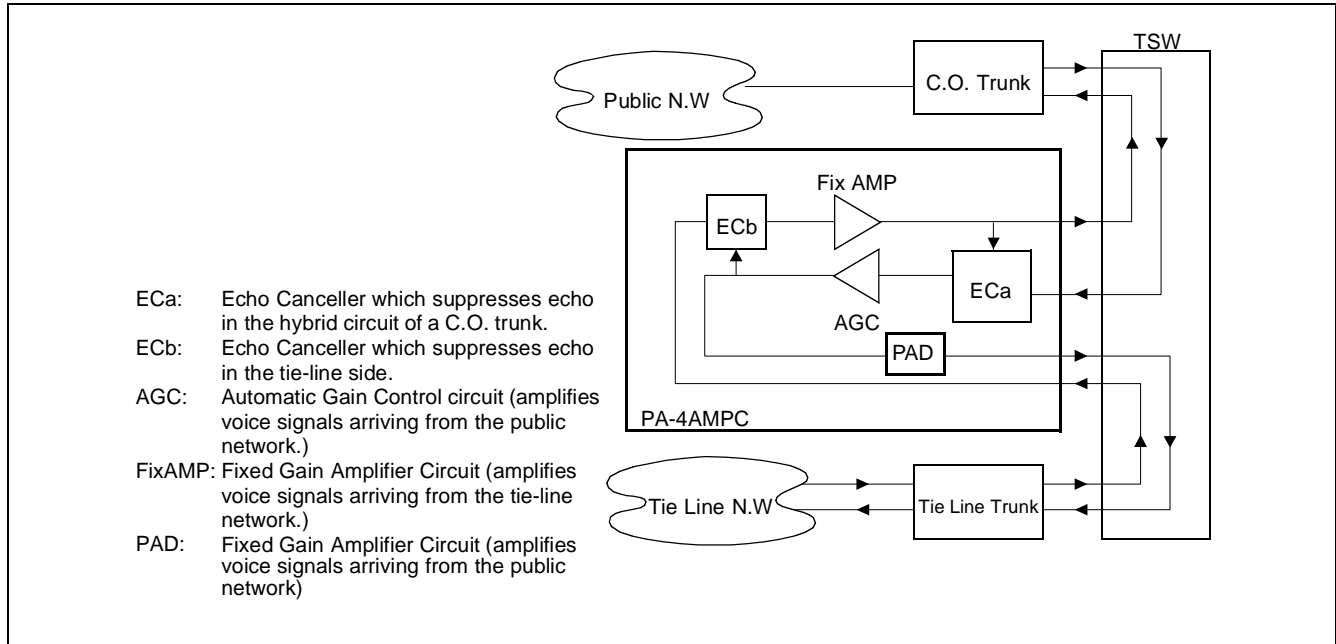 TSW
C.O. Trunk
Public N.W
Fix AMP
ECb
ECa
AGC
PAD
PA-4AMPC
Tie Line N.W
Tie Line Trunk
ECa: Echo Canceller which suppresses echo
in the hybrid circuit of a C.O. trunk.
ECb: Echo Canceller which suppresses echo
in the tie-line side.
AGC: Automatic Gain Control circuit (amplifies
voice signals arriving from the public
network.)
FixAMP: Fixed Gain Amplifier Circuit (amplifies
voice signals arriving from the tie-line
network.)
PAD: Fixed Gain Amplifier Circuit (amplifies
voice signals arriving from the public
network)